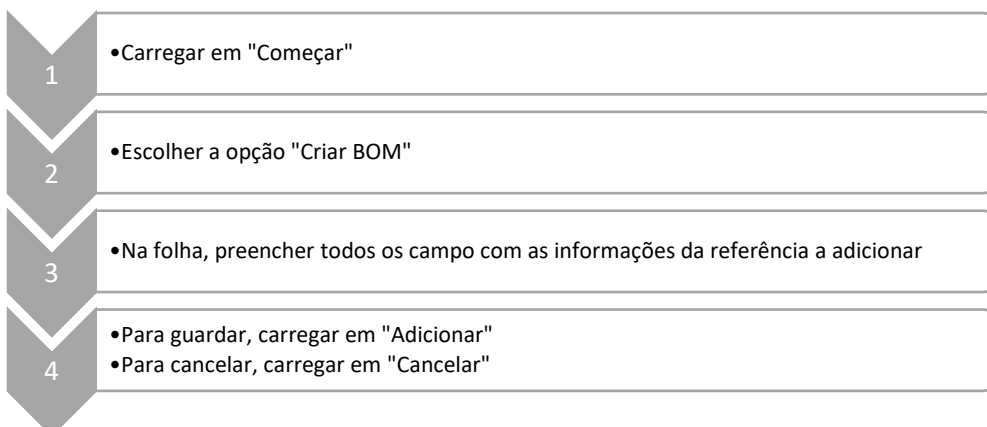 1
•Carregar em "Começar"
2
•Escolher a opção "Criar BOM"
3
•Na folha, preencher todos os campo com as informações da referência a adicionar
4
•Para guardar, carregar em "Adicionar"
•Para cancelar, carregar em "Cancelar"